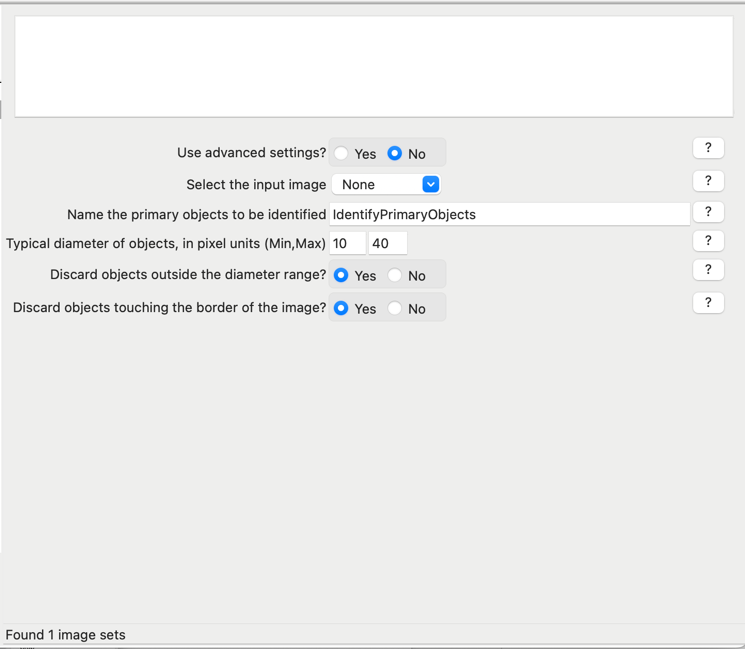 Use advanced settings? Yes No ?
Select the input image None ?
Name the primary objects to be identified IdentifyPrimaryObjects ?
Typical diameter of objects, in pixel units (Min,Max) 10 40 ?
Discard objects outside the diameter range? Yes No ?
Discard objects touching the border of the image? Yes No ?
Found 1 image sets